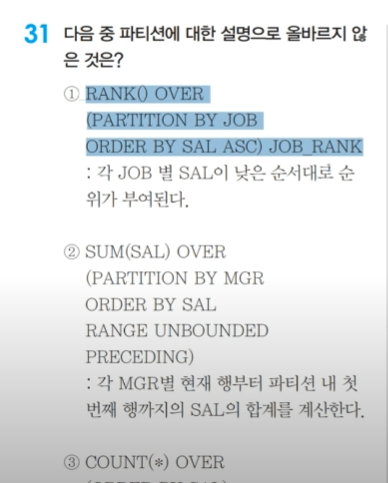 31 다음 중 파티션에 대한 설명으로 올바르지 않
은 것은?
① RANK() OVER
(PARTITION BY JOB
ORDER BY SAL ASC) JOB_RANK
: 각 JOB 별 SAL이 낮은 순서대로 순
위가 부여된다.
② SUM(SAL) OVER
(PARTITION BY MGR
ORDER BY SAL
RANGE UNBOUNDED
PRECEDING)
: 각 MGR별 현재 행부터 파티션 내 첫
번째 행까지의 SAL의 합계를 계산한다.
③ COUNT(*) OVER